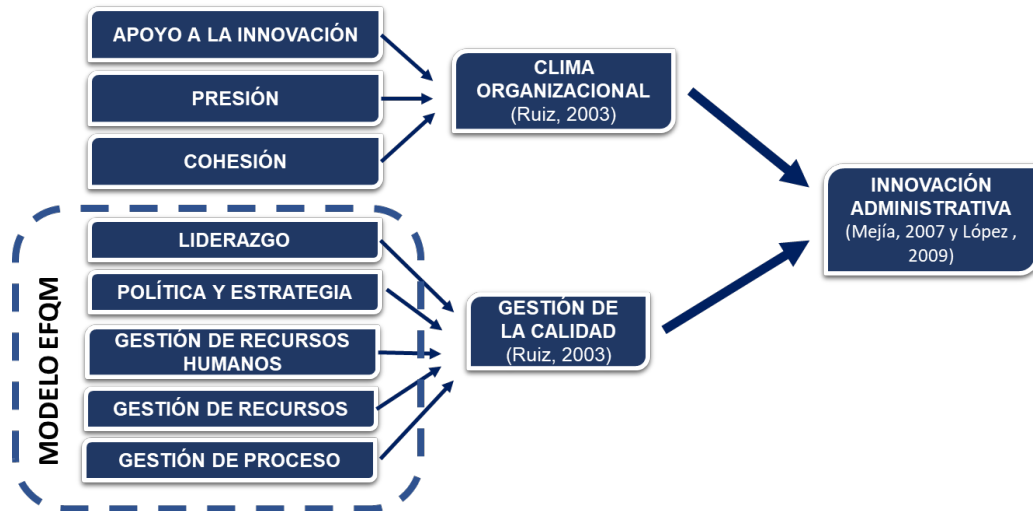 APOYO A LA INNOVACIÓN
PRESIÓN
COHESIÓN
CLIMA
ORGANIZACIONAL
(Ruiz, 2003)
MODELO EFQM
LIDERAZGO
POLÍTICA Y ESTRATEGIA
GESTIÓN DE RECURSOS
HUMANOS
GESTIÓN DE RECURSOS
GESTIÓN DE PROCESO
GESTIÓN DE
LA CALIDAD
(Ruiz, 2003)
INNOVACIÓN
ADMINISTRATIVA
(Mejía, 2007 y López ,
2009)